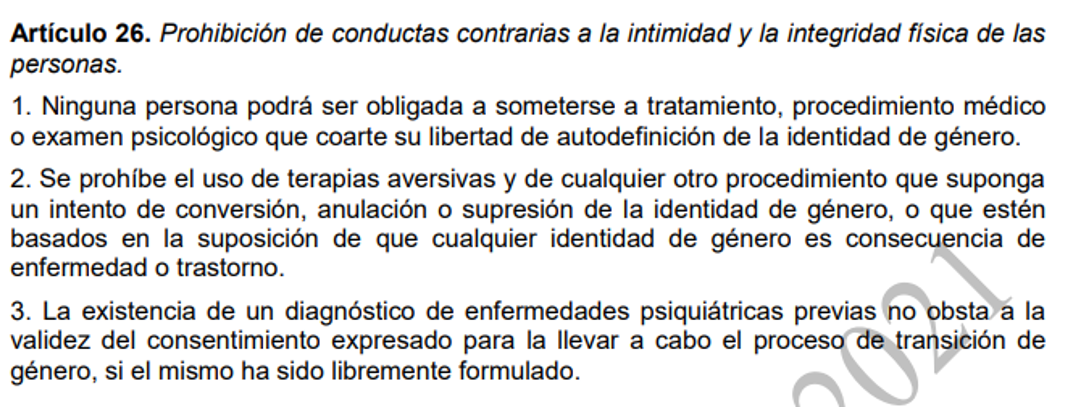 Artículo 26. Prohibición de conductas contrarias a la intimidad y la integridad física de las
personas.
1. Ninguna persona podrá ser obligada a someterse a tratamiento, procedimiento médico
o examen psicológico que coarte su libertad de autodefinición de la identidad de género.
2. Se prohíbe el uso de terapias aversivas y de cualquier otro procedimiento que suponga
un intento de conversión, anulación o supresión de la identidad de género, o que estén
basados en la suposición de que cualquier identidad de género es consecuencia de
enfermedad o trastorno.
3. La existencia de un diagnóstico de enfermedades psiquiátricas previas no obsta a la
validez del consentimiento expresado para la llevar a cabo el proceso de transición de
género, si el mismo ha sido libremente formulado.
2021